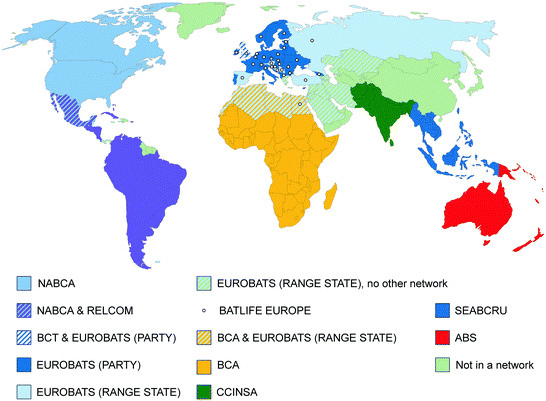 NABCA
EUROBATS (RANGE STATE), no other network
NABCA & RELCOM
BATLIFE EUROPE
SEABCRU
BCT & EUROBATS (PARTY)
BCA & EUROBATS (RANGE STATE)
ABS
EUROBATS (PARTY)
BCA
Not in a network
EUROBATS (RANGE STATE)
CCINSA